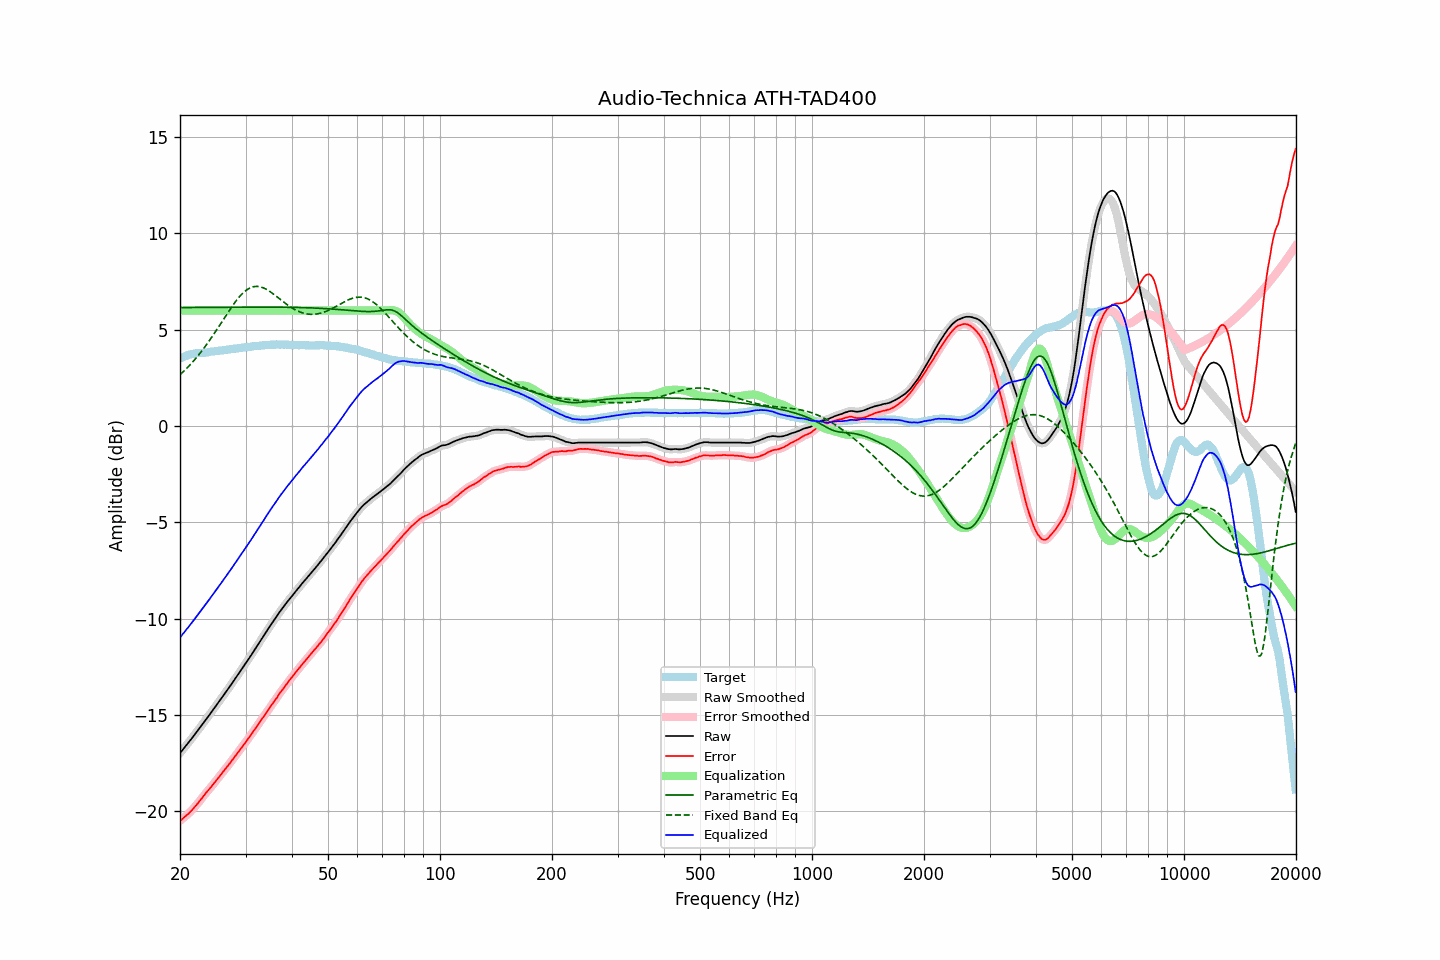 Audio-Technica ATH-TAD400
Amplitude (dBr)
15
10
5
0
−5
−10
−15
−20
20
50
100
200
500
1000
2000
5000
10000
20000
Frequency (Hz)
Target
Raw Smoothed
Error Smoothed
Raw
Error
Equalization
Parametric Eq
Fixed Band Eq
Equalized